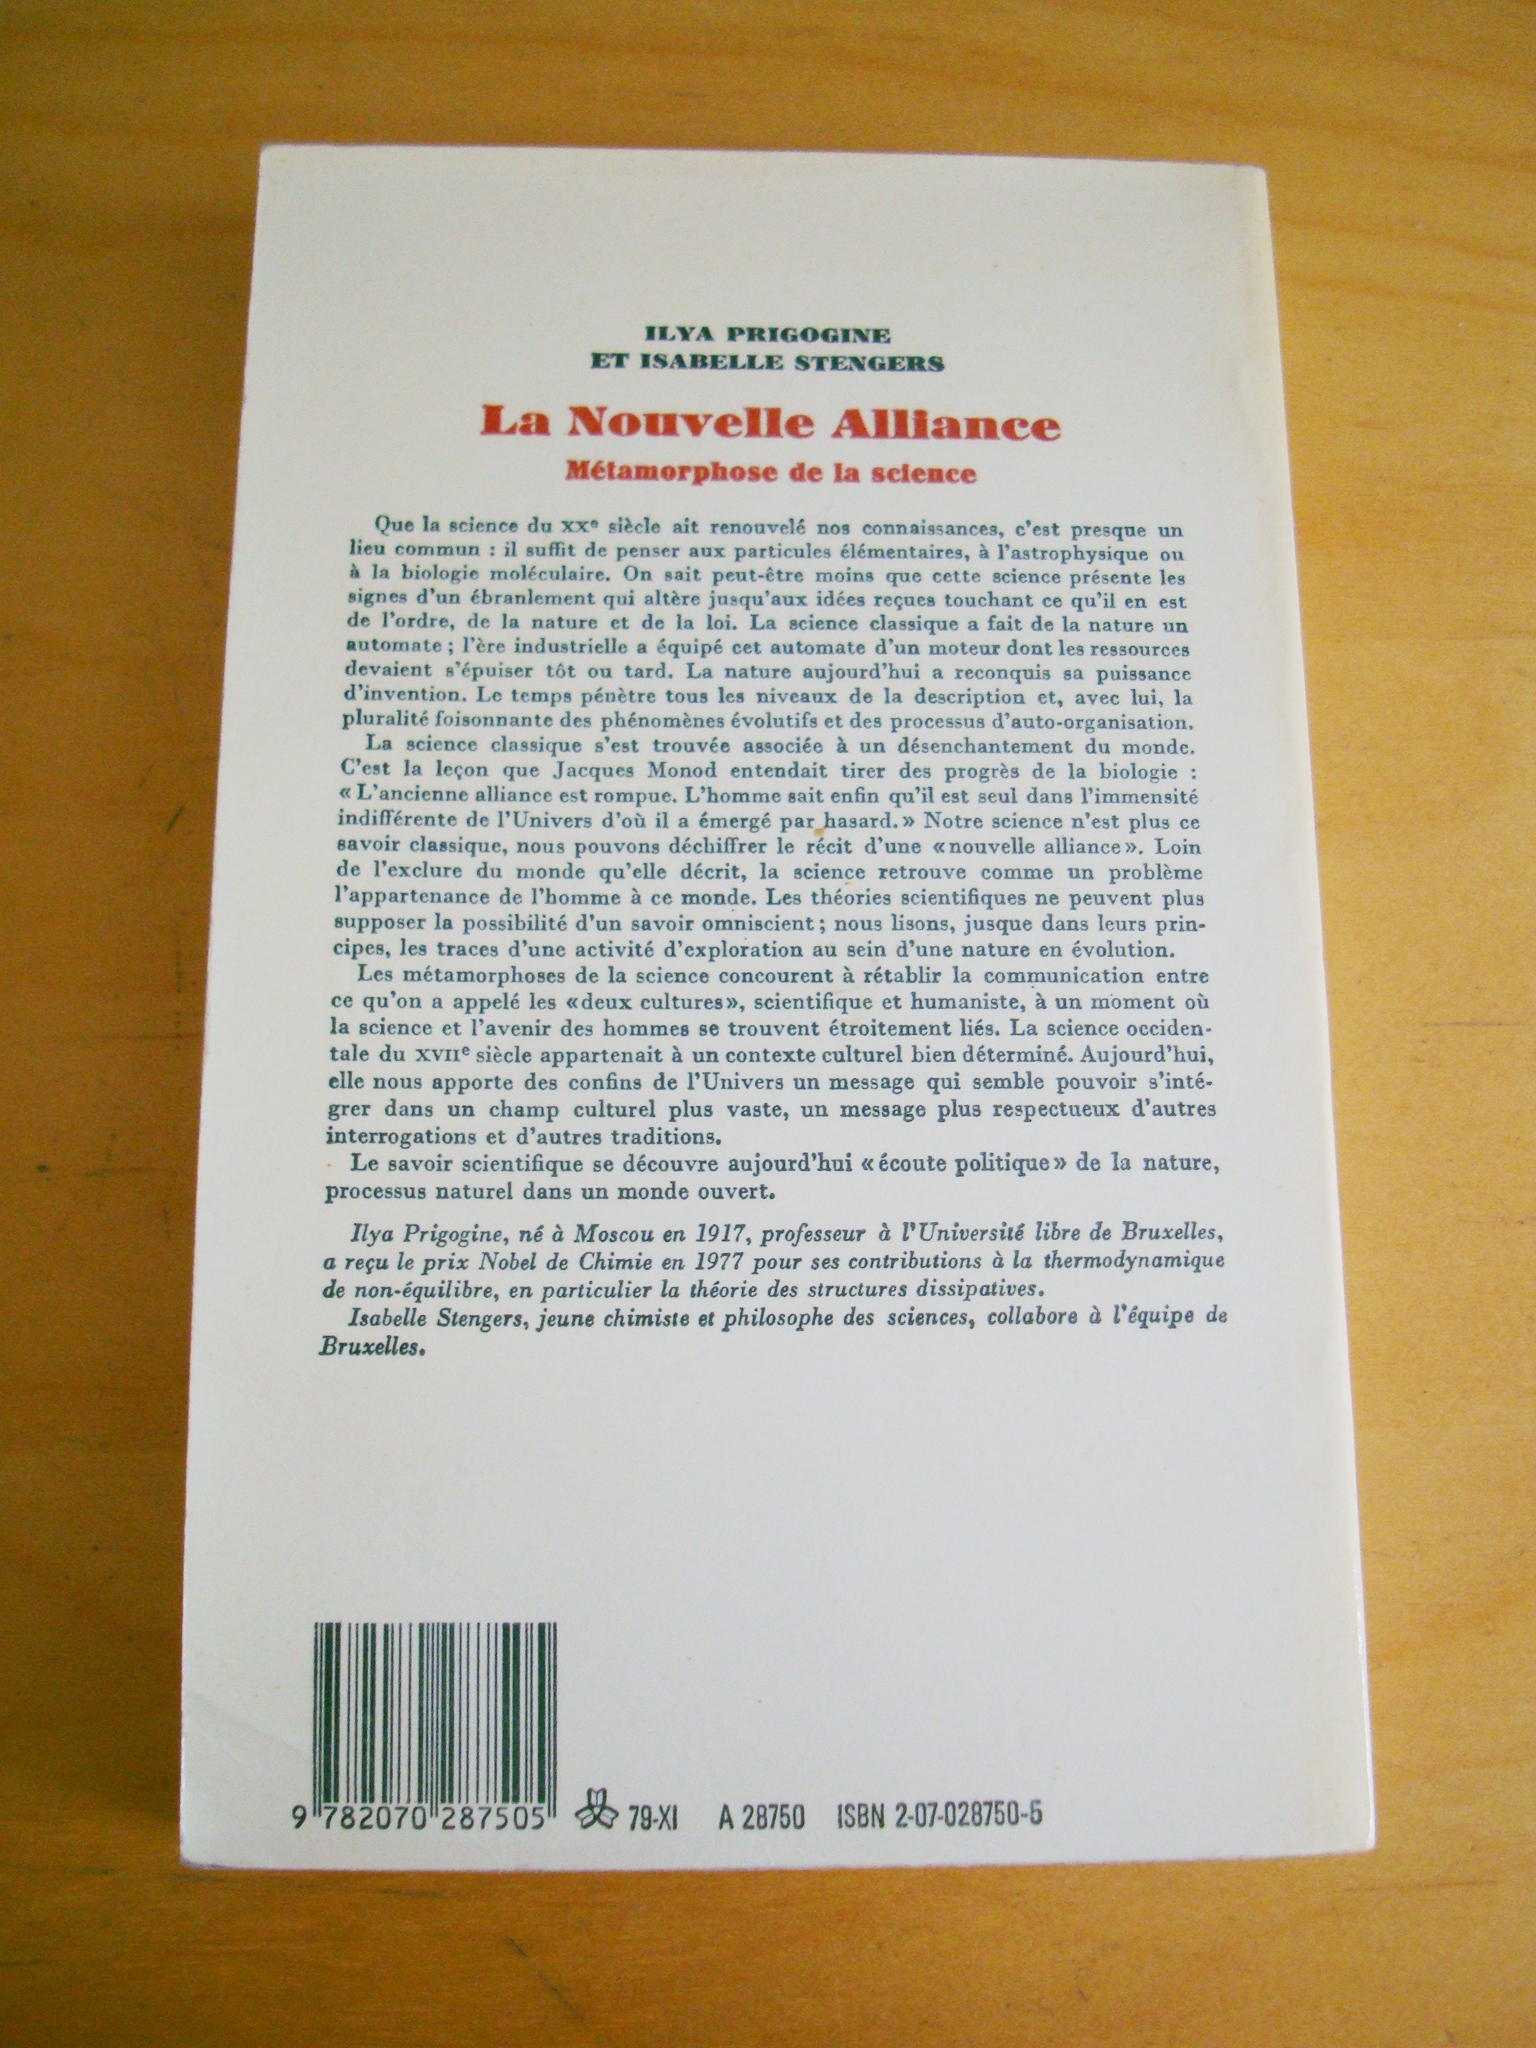 ILYA PRIGOGINE
ET ISABELLE STENGERS
La Nouvelle Alliance
Métamorphose de la science
Que la science du XXe siècle ait renouvelé nos connaissances, c'est presque un
lieu commun : il suffit de penser aux particules élémentaires, à l'astrophysique ou
à la biologie moléculaire. On sait peut-être moins que cette science présente les
signes d'un ébranlement qui altère jusqu'aux idées reçues touchant ce qu'il en est
de l'ordre, de la nature et de la loi. La science classique a fait de la nature un
automate ; l'ère industrielle a équipé cet automate d'un moteur dont les ressources
devaient s'épuiser tôt ou tard. La nature aujourd'hui a reconquis sa puissance
d'invention. Le temps pénètre tous les niveaux de la description et, avec lui, la
pluralité foisonnante des phénomènes évolutifs et des processus d'auto-organisation.
La science classique s'est trouvée associée à un désenchantement du monde.
C'est la leçon que Jacques Monod entendait tirer des progrès de la biologie :
« L'ancienne alliance est rompue. L'homme sait enfin qu'il est seul dans l'immensité
indifférente de l'Univers d'où il a émergé par hasard. » Notre science n'est plus ce
savoir classique, nous pouvons déchiffrer le récit d'une «nouvelle alliance». Loin
de l'exclure du monde qu'elle décrit, la science retrouve comme un problème
l'appartenance de l'homme à ce monde. Les théories scientifiques ne peuvent plus
supposer la possibilité d'un savoir omniscient ; nous lisons, jusque dans leurs prin-
cipes, les traces d'une activité d'exploration au sein d'une nature en évolution.
Les métamorphoses de la science concourent à rétablir la communication entre
ce qu'on a appelé les «deux cultures», scientifique et humaniste, à un moment où
la science et l'avenir des hommes se trouvent étroitement liés. La science occiden-
tale du XVIIe siècle appartenait à un contexte culturel bien déterminé. Aujourd'hui,
elle nous apporte des confins de l'Univers un message qui semble pouvoir s'inté-
grer dans un champ culturel plus vaste, un message plus respectueux d'autres
interrogations et d'autres traditions.
Le savoir scientifique se découvre aujourd'hui «écoute politique» de la nature,
processus naturel dans un monde ouvert.
Ilya Prigogine, né à Moscou en 1917, professeur à l'Université libre de Bruxelles,
a reçu le prix Nobel de Chimie en 1977 pour ses contributions à la thermodynamique
de non-équilibre, en particulier la théorie des structures dissipatives.
Isabelle Stengers, jeune chimiste et philosophe des sciences, collabore à l'équipe de
Bruxelles.
9 782070 287505 79-XI A 28750 ISBN 2-07-028750-5